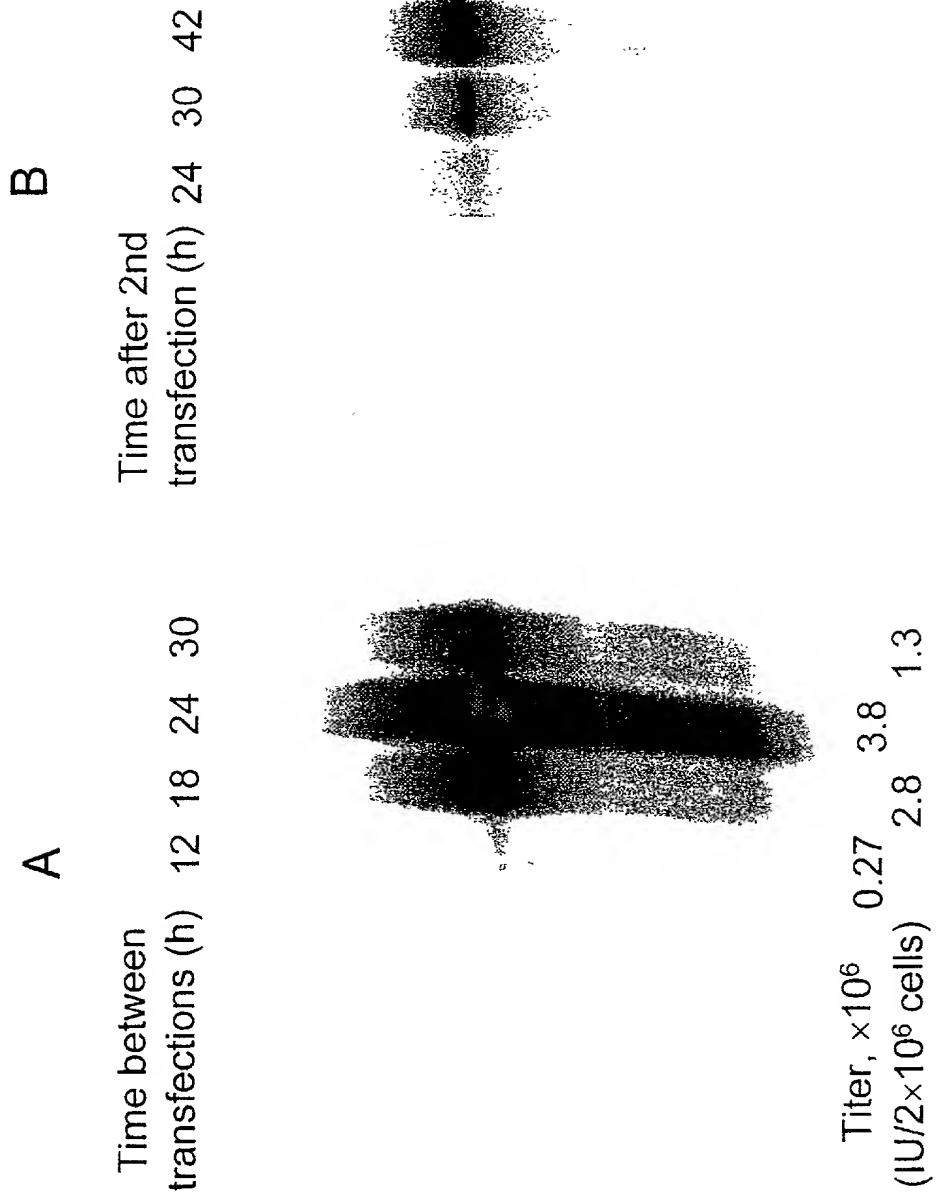 A
Time between
transfections (h) 12 18 24 30
Titer, ×10⁶
(IU/2×10⁶ cells)
0.27 2.8 3.8 1.3
B
Time after 2nd
transfection (h) 24 30 42